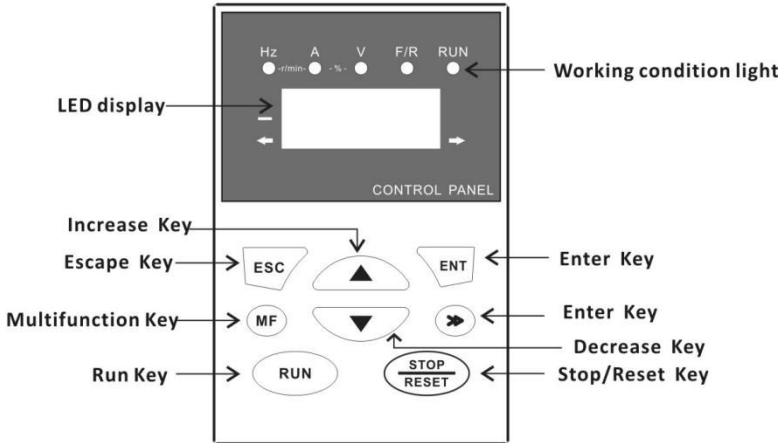 Hz A V F/R RUN
-r/min- -%-
Working condition light
LED display
CONTROL PANEL
Increase Key
Escape Key
ESC
ENT
Enter Key
Multifunction Key
MF
Enter Key
Decrease Key
Run Key
RUN
STOP
RESET
Stop/Reset Key